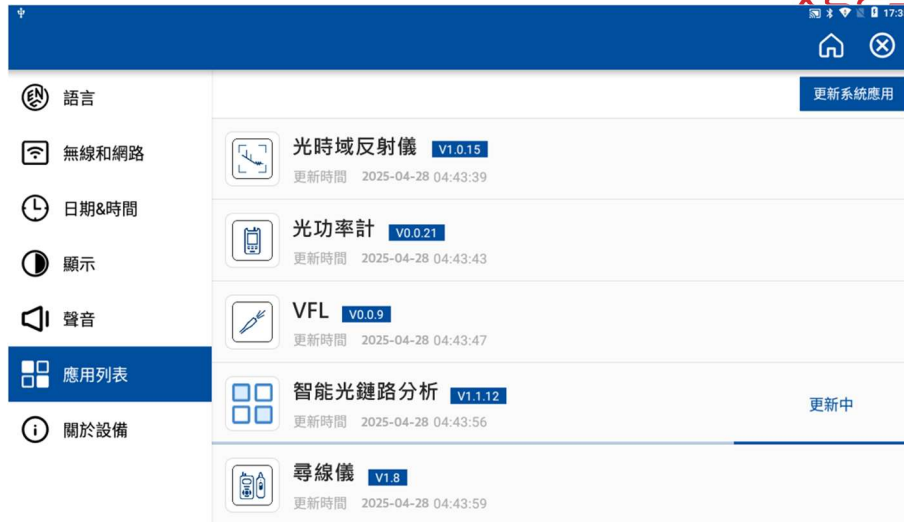 17:3
更新系統應用
語言
無線和網路
日期&時間
顯示
聲音
應用列表
關於設備
光時域反射儀 V1.0.15
更新時間 2025-04-28 04:43:39
光功率計 V0.0.21
更新時間 2025-04-28 04:43:43
VFL V0.0.9
更新時間 2025-04-28 04:43:47
智能光鏈路分析 V1.1.12
更新時間 2025-04-28 04:43:56
更新中
尋線儀 V1.8
更新時間 2025-04-28 04:43:59